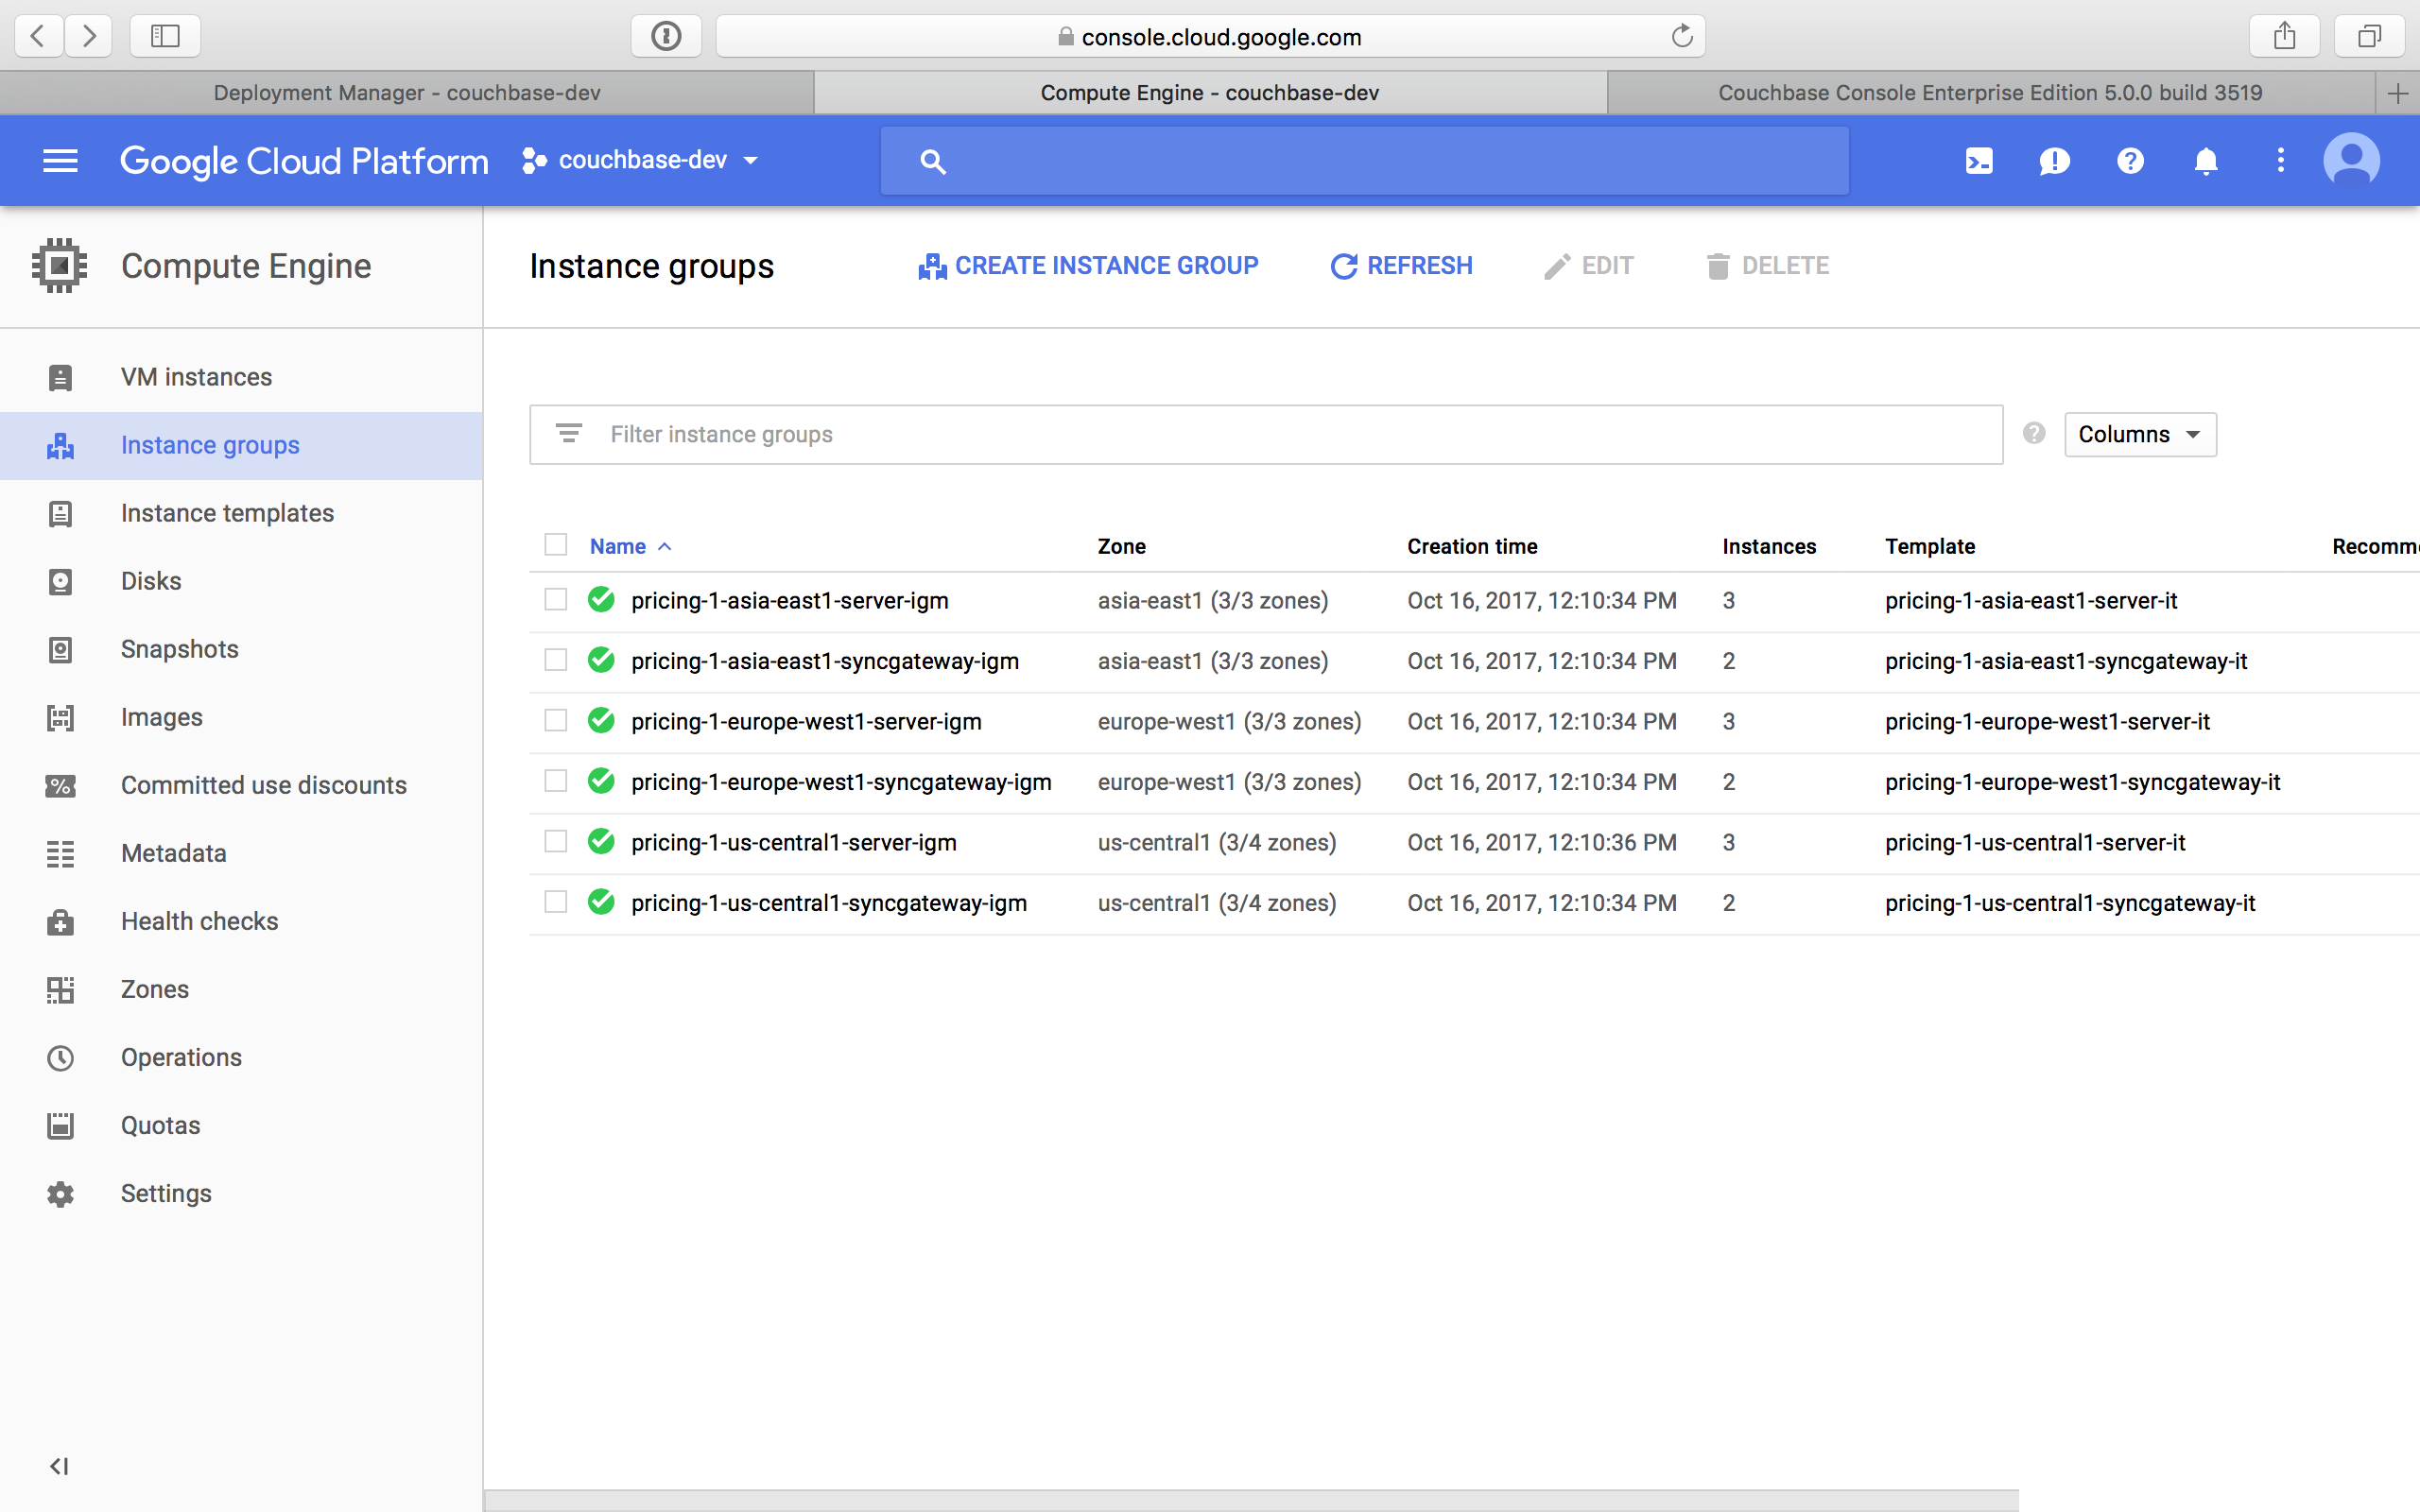 console.cloud.google.com
Deployment Manager - couchbase-dev
Compute Engine - couchbase-dev
Couchbase Console Enterprise Edition 5.0.0 build 3519
Google Cloud Platform
couchbase-dev
Compute Engine
Instance groups
CREATE INSTANCE GROUP
REFRESH
EDIT
DELETE
VM instances
Instance groups
Instance templates
Disks
Snapshots
Images
Committed use discounts
Metadata
Health checks
Zones
Operations
Quotas
Settings
Filter instance groups
Columns
Name Zone Creation time Instances Template Recomm
pricing-1-asia-east1-server-igm asia-east1 (3/3 zones) Oct 16, 2017, 12:10:34 PM 3 pricing-1-asia-east1-server-it
pricing-1-asia-east1-syncgateway-igm asia-east1 (3/3 zones) Oct 16, 2017, 12:10:34 PM 2 pricing-1-asia-east1-syncgateway-it
pricing-1-europe-west1-server-igm europe-west1 (3/3 zones) Oct 16, 2017, 12:10:34 PM 3 pricing-1-europe-west1-server-it
pricing-1-europe-west1-syncgateway-igm europe-west1 (3/3 zones) Oct 16, 2017, 12:10:34 PM 2 pricing-1-europe-west1-syncgateway-it
pricing-1-us-central1-server-igm us-central1 (3/4 zones) Oct 16, 2017, 12:10:36 PM 3 pricing-1-us-central1-server-it
pricing-1-us-central1-syncgateway-igm us-central1 (3/4 zones) Oct 16, 2017, 12:10:34 PM 2 pricing-1-us-central1-syncgateway-it